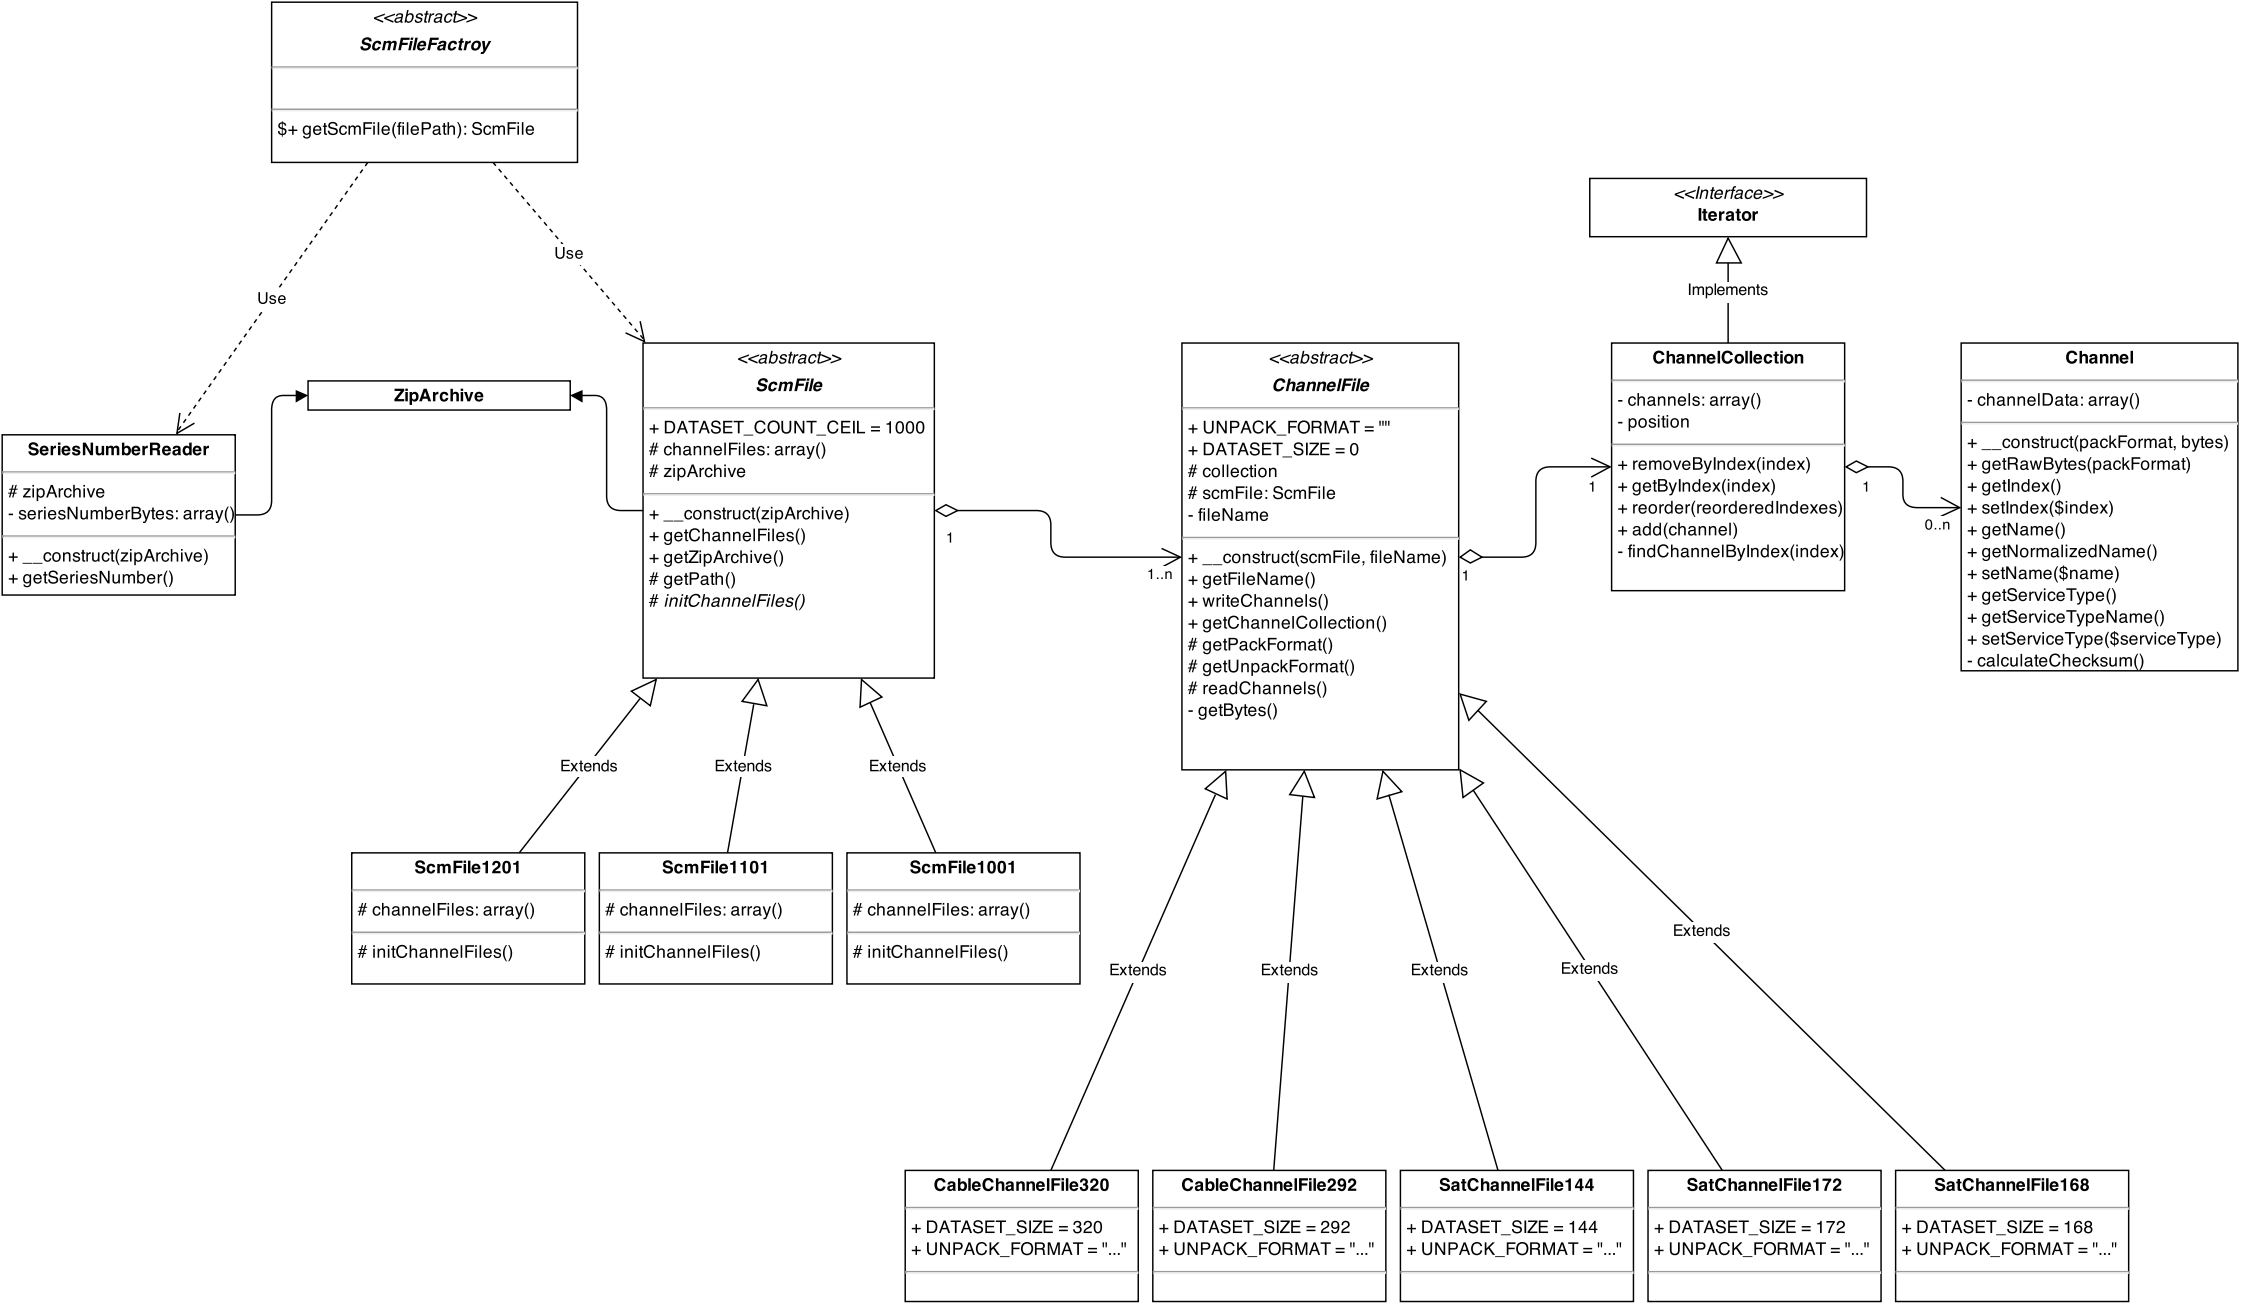 <<abstract>>
ScmFileFactroy
$+ getScmFile(filePath): ScmFile
Use
Use
<<Interface>>
Iterator
Implements
SeriesNumberReader
# zipArchive
- seriesNumberBytes: array()
+ __construct(zipArchive)
+ getSeriesNumber()
ZipArchive
<<abstract>>
ScmFile
+ DATASET_COUNT_CEIL = 1000
# channelFiles: array()
# zipArchive
+ __construct(zipArchive)
+ getChannelFiles()
+ getZipArchive()
# getPath()
# initChannelFiles()
1
1..n
<<abstract>>
ChannelFile
+ UNPACK_FORMAT = ""
+ DATASET_SIZE = 0
# collection
# scmFile: ScmFile
- fileName
+ __construct(scmFile, fileName)
+ getFileName()
+ writeChannels()
+ getChannelCollection()
# getPackFormat()
# getUnpackFormat()
# readChannels()
- getBytes()
1
1
ChannelCollection
- channels: array()
- position
+ removeByIndex(index)
+ getByIndex(index)
+ reorder(reorderedIndexes)
+ add(channel)
- findChannelByIndex(index)
1
0..n
Channel
- channelData: array()
+ __construct(packFormat, bytes)
+ getRawBytes(packFormat)
+ getIndex()
+ setIndex($index)
+ getName()
+ getNormalizedName()
+ setName($name)
+ getServiceType()
+ getServiceTypeName()
+ setServiceType($serviceType)
- calculateChecksum()
Extends
Extends
Extends
ScmFile1201
# channelFiles: array()
# initChannelFiles()
ScmFile1101
# channelFiles: array()
# initChannelFiles()
ScmFile1001
# channelFiles: array()
# initChannelFiles()
Extends
Extends
Extends
Extends
Extends
CableChannelFile320
+ DATASET_SIZE = 320
+ UNPACK_FORMAT = "..."
CableChannelFile292
+ DATASET_SIZE = 292
+ UNPACK_FORMAT = "..."
SatChannelFile144
+ DATASET_SIZE = 144
+ UNPACK_FORMAT = "..."
SatChannelFile172
+ DATASET_SIZE = 172
+ UNPACK_FORMAT = "..."
SatChannelFile168
+ DATASET_SIZE = 168
+ UNPACK_FORMAT = "..."